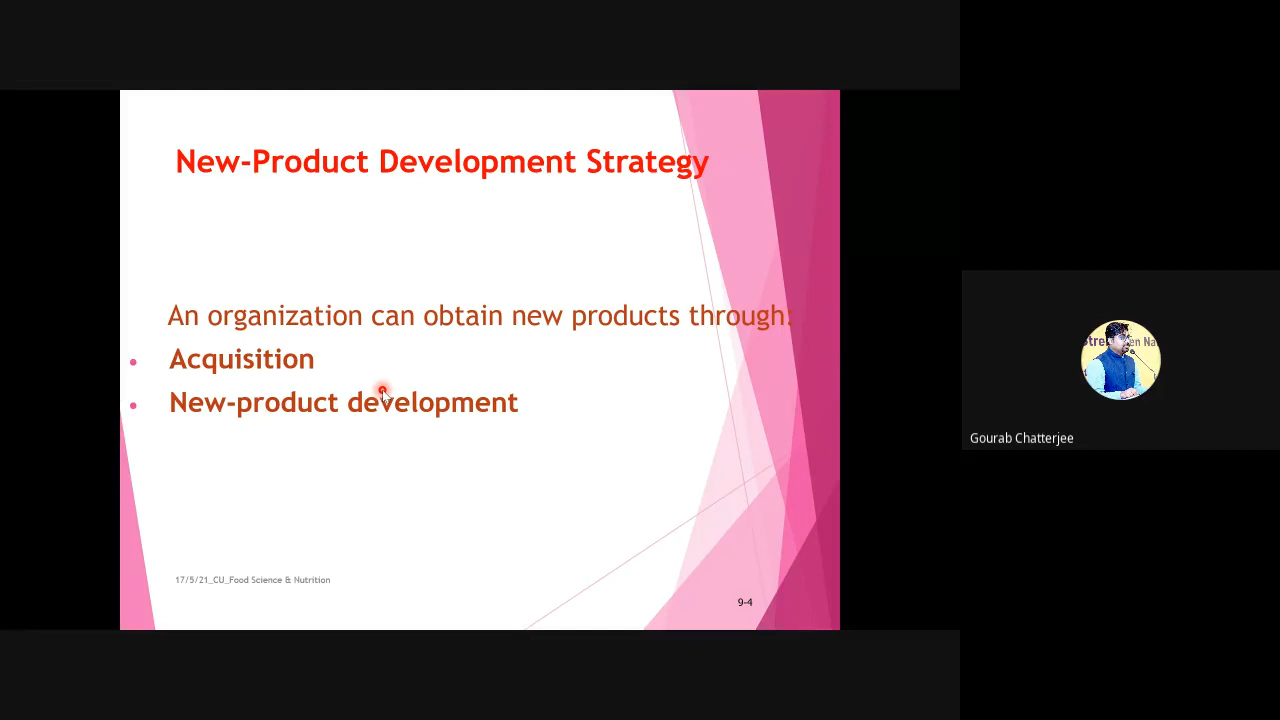 New-Product Development Strategy
An organization can obtain new products through:
• Acquisition
• New-product development
17/5/21_CU_Food Science & Nutrition
9-4
Gourab Chatterjee